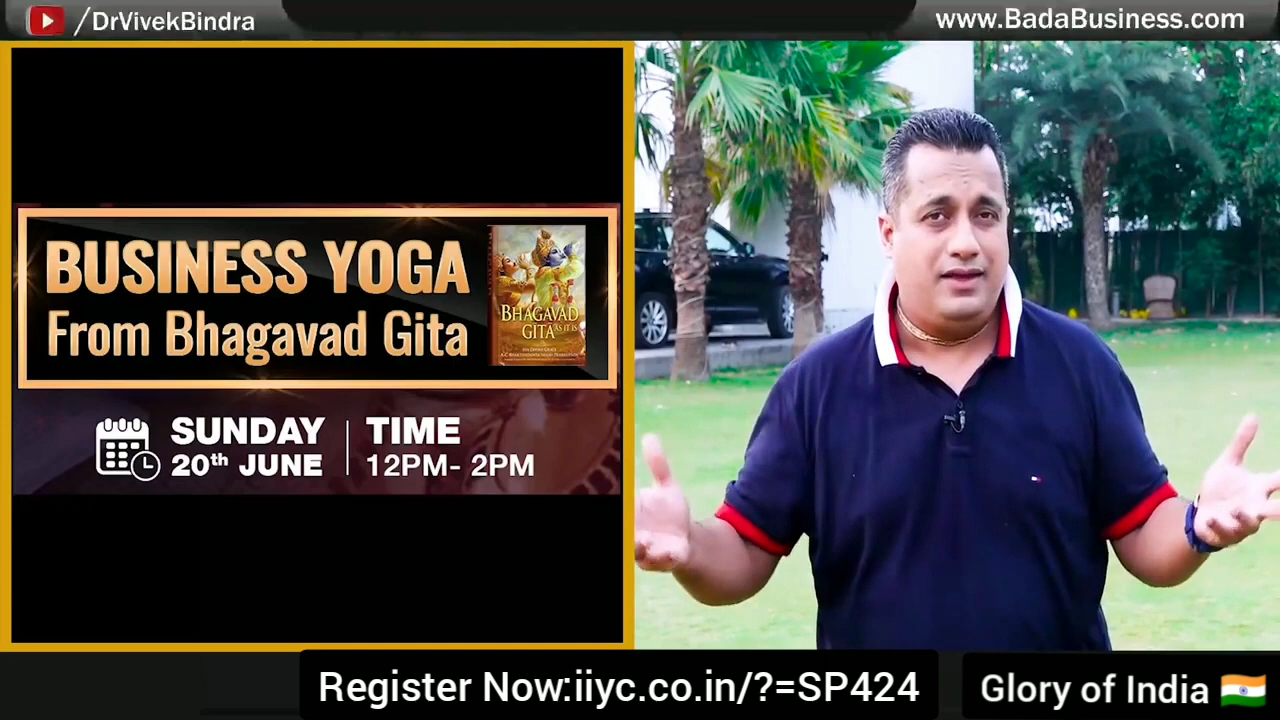 /DrVivekBindra
www.BadaBusiness.com
BUSINESS YOGA
From Bhagavad Gita
BHAGAVAD
GITA AS IT IS
SUNDAY
20th JUNE
TIME
12PM- 2PM
Register Now:iiyc.co.in/?=SP424
Glory of India 🇮🇳